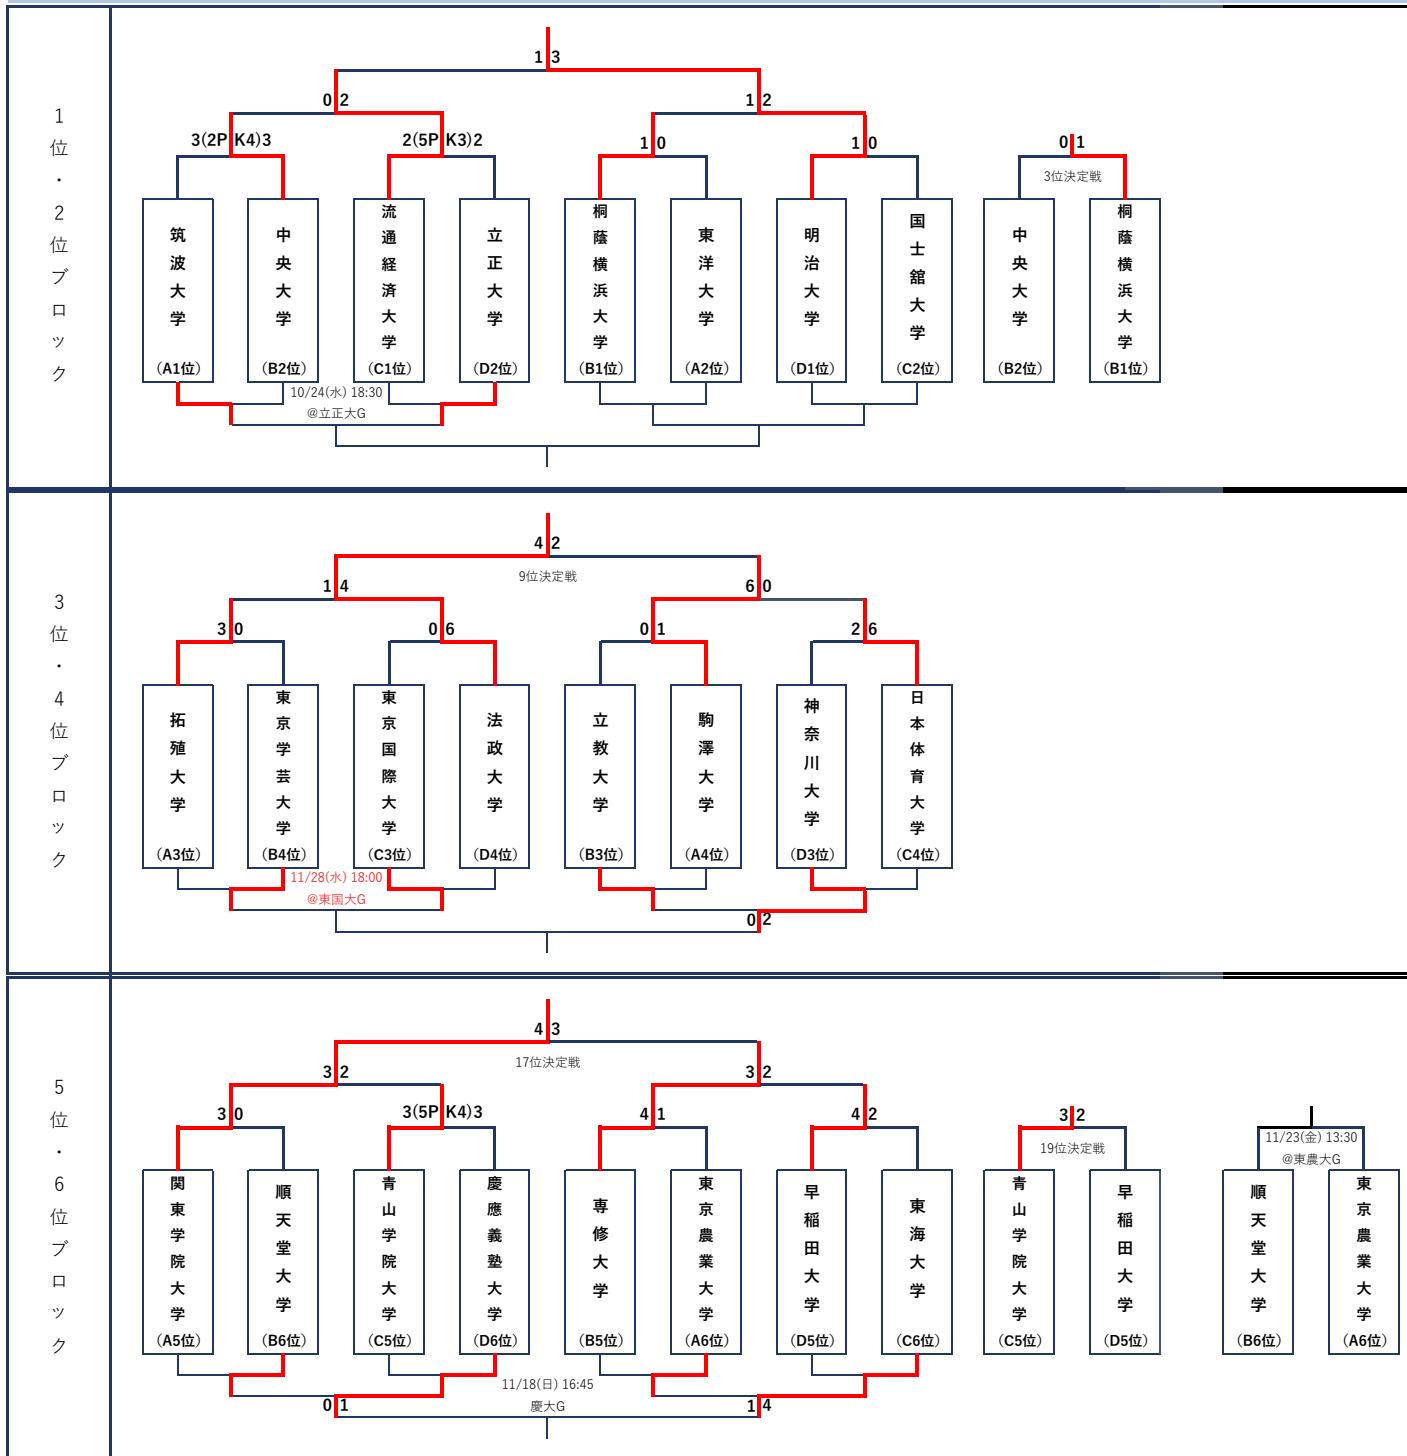 1位・2位ブロック
1 3
0 2
1 2
3(2P K4)3
2(5P K3)2
1 0
1 0
0 1
3位決定戦
筑波大学
(A1位)
中央大学
(B2位)
流通経済大学
(C1位)
立正大学
(D2位)
桐蔭横浜大学
(B1位)
東洋大学
(A2位)
明治大学
(D1位)
国士舘大学
(C2位)
中央大学
(B2位)
桐蔭横浜大学
(B1位)
10/24(水) 18:30
@立正大G
3位・4位ブロック
4 2
9位決定戦
1 4
6 0
3 0
0 6
0 1
2 6
拓殖大学
(A3位)
東京学芸大学
(B4位)
東京国際大学
(C3位)
法政大学
(D4位)
立教大学
(B3位)
駒澤大学
(A4位)
神奈川大学
(D3位)
日本体育大学
(C4位)
11/28(水) 18:00
@東国大G
0 2
5位・6位ブロック
4 3
17位決定戦
3 2
3 2
3 0
3(5P K4)3
4 1
4 2
3 2
19位決定戦
11/23(金) 13:30
@東農大G
関東学院大学
(A5位)
順天堂大学
(B6位)
青山学院大学
(C5位)
慶應義塾大学
(D6位)
専修大学
(B5位)
東京農業大学
(A6位)
早稲田大学
(D5位)
東海大学
(C6位)
青山学院大学
(C5位)
早稲田大学
(D5位)
順天堂大学
(B6位)
東京農業大学
(A6位)
11/18(日) 16:45
慶大G
0 1
1 4